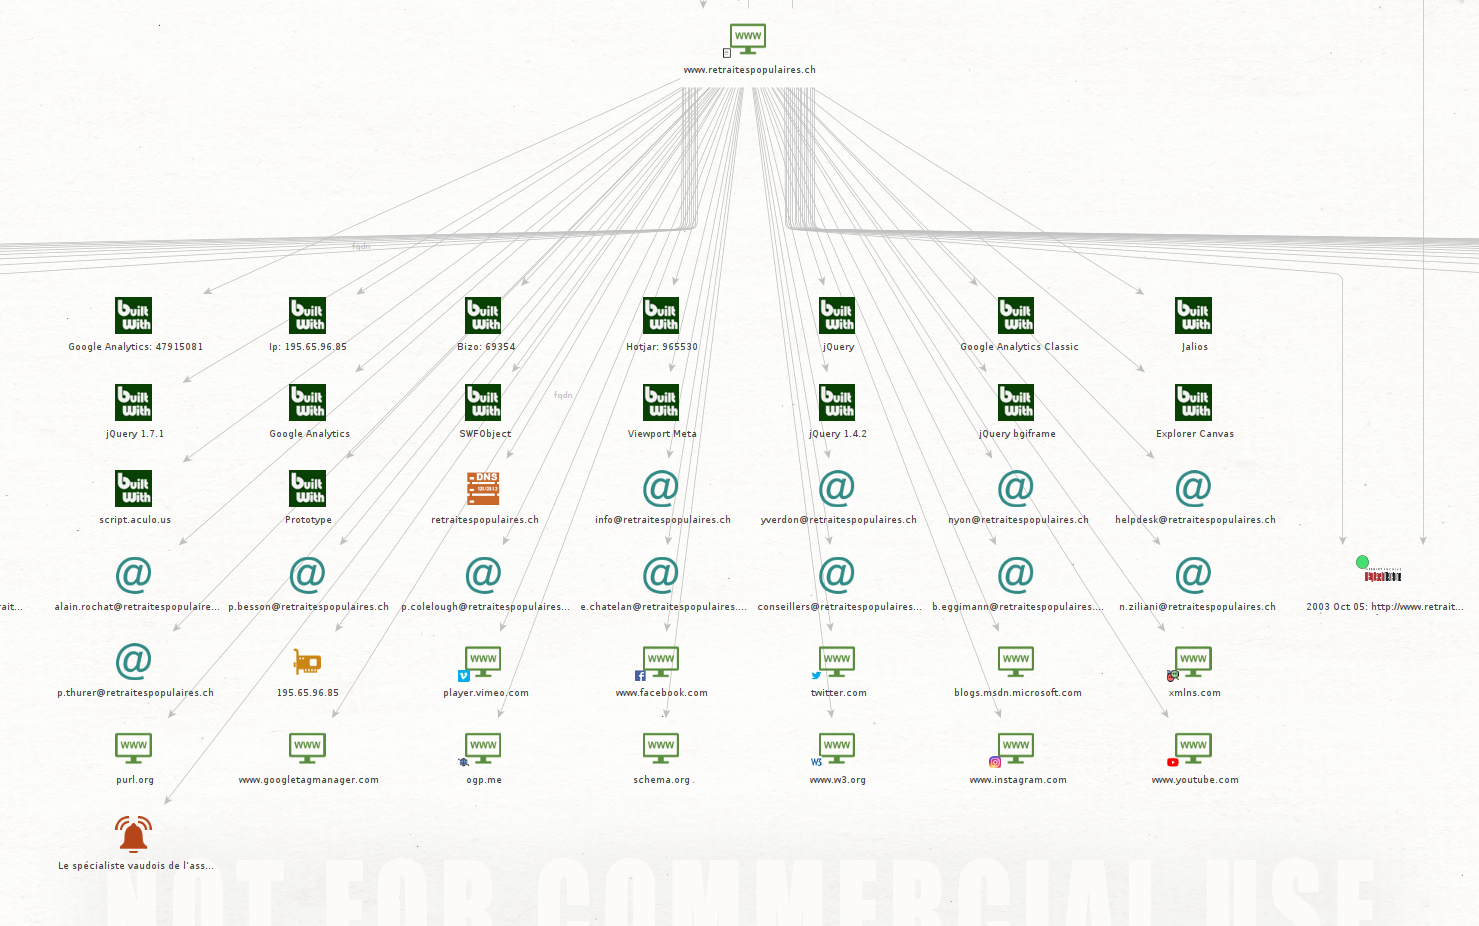 www
www.retraitespopulaires.ch
fqdn
built with built with built with built with built with built with built with
Google Analytics: 47915081 Ip: 195.65.96.85 Bizo: 69354 Hotjar: 965530 jQuery Google Analytics Classic Jalios
built with built with built with built with built with built with built with
fqdn
jQuery 1.7.1 Google Analytics SWFObject Viewport Meta jQuery 1.4.2 jQuery bgiframe Explorer Canvas
built with built with DNS @ @ @ @
script.aculo.us Prototype retraitespopulaires.ch info@retraitespopulaires.ch yverdon@retraitespopulaires.ch nyon@retraitespopulaires.ch helpdesk@retraitespopulaires.ch
@ @ @ @ @ @ @
rait... alain.rochat@retraitespopulaire... p.besson@retraitespopulaires.ch p.colelough@retraitespopulaires... e.chatelan@retraitespopulaires.... conseillers@retraitespopulaires... b.eggimann@retraitespopulaires.... n.ziliani@retraitespopulaires.ch 2003 Oct 05: http://www.retrait...
@ www www www www www
p.thurer@retraitespopulaires.ch 195.65.96.85 player.vimeo.com www.facebook.com twitter.com blogs.msdn.microsoft.com xmlns.com
www www www www www www www
W3
purl.org www.googletagmanager.com ogp.me schema.org www.w3.org www.instagram.com www.youtube.com
Le spécialiste vaudois de l'ass...
NOT FOR COMMERCIAL USE